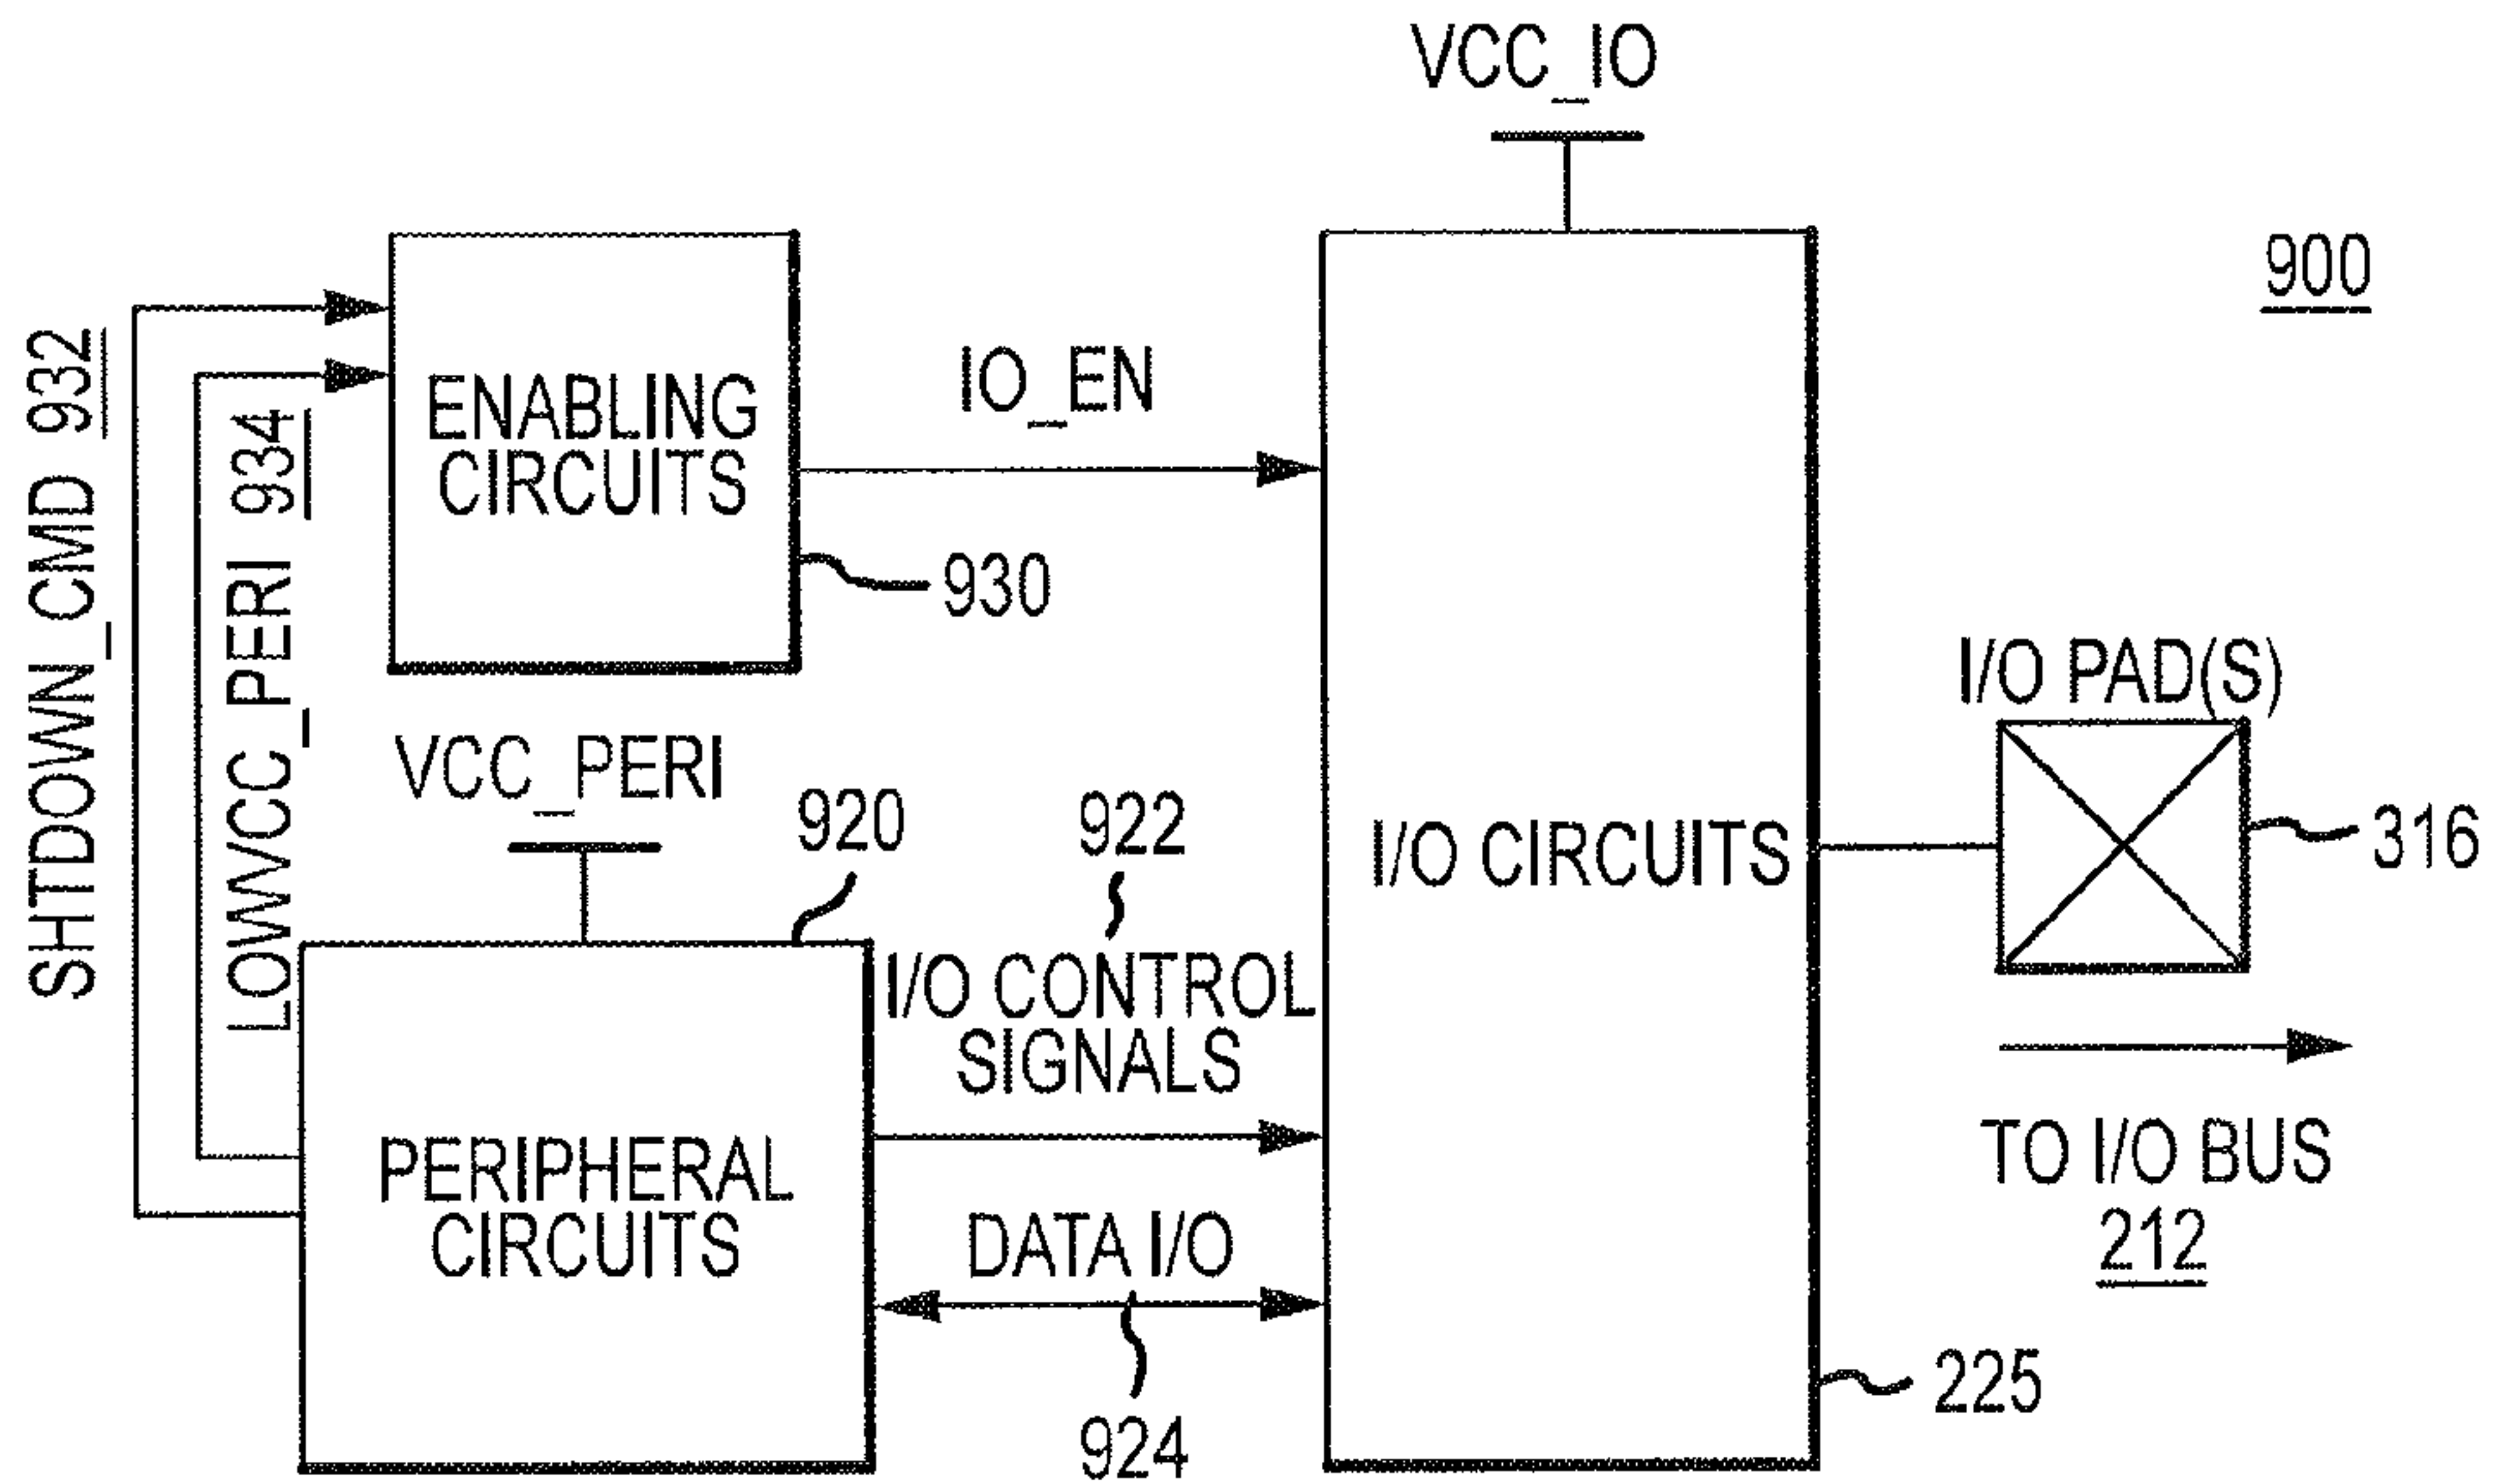 VCC_IO
900
SHTDOWN_CMD 932
LOWVCC_PERI 934
ENABLING
CIRCUITS
IO_EN
930
I/O PAD(S)
316
VCC_PERI
920
922
I/O CONTROL
SIGNALS
I/O CIRCUITS
PERIPHERAL
CIRCUITS
DATA I/O
924
TO I/O BUS
212
225